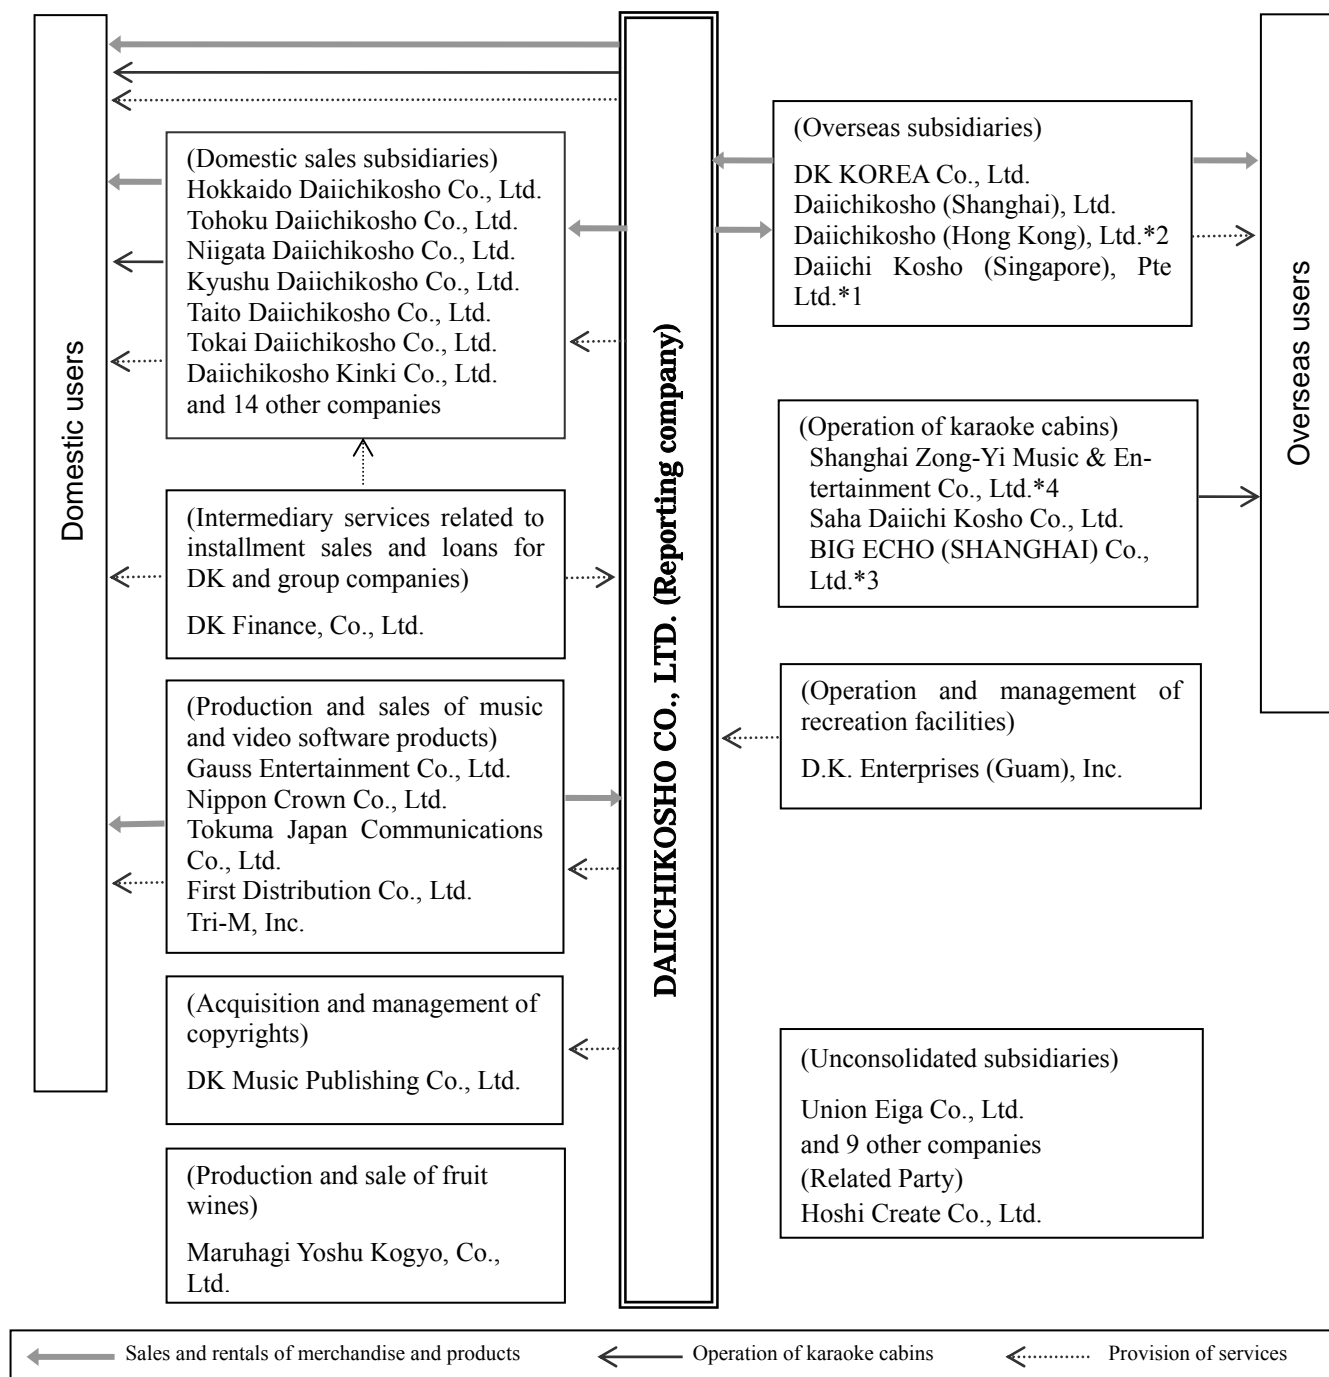 Domestic users
(Domestic sales subsidiaries)
Hokkaido Daiichikosho Co., Ltd.
Tohoku Daiichikosho Co., Ltd.
Niigata Daiichikosho Co., Ltd.
Kyushu Daiichikosho Co., Ltd.
Taito Daiichikosho Co., Ltd.
Tokai Daiichikosho Co., Ltd.
Daiichikosho Kinki Co., Ltd.
and 14 other companies
(Intermediary services related to
installment sales and loans for
DK and group companies)
DK Finance, Co., Ltd.
(Production and sales of music
and video software products)
Gauss Entertainment Co., Ltd.
Nippon Crown Co., Ltd.
Tokuma Japan Communications
Co., Ltd.
First Distribution Co., Ltd.
Tri-M, Inc.
(Acquisition and management of
copyrights)
DK Music Publishing Co., Ltd.
(Production and sale of fruit
wines)
Maruhagi Yoshu Kogyo, Co.,
Ltd.
DAIICHIKOSHO CO., LTD. (Reporting company)
(Overseas subsidiaries)
DK KOREA Co., Ltd.
Daiichikosho (Shanghai), Ltd.
Daiichikosho (Hong Kong), Ltd.*2
Daiichi Kosho (Singapore), Pte
Ltd.*1
(Operation of karaoke cabins)
Shanghai Zong-Yi Music & En-
tertainment Co., Ltd.*4
Saha Daiichi Kosho Co., Ltd.
BIG ECHO (SHANGHAI) Co.,
Ltd.*3
(Operation and management of
recreation facilities)
D.K. Enterprises (Guam), Inc.
(Unconsolidated subsidiaries)
Union Eiga Co., Ltd.
and 9 other companies
(Related Party)
Hoshi Create Co., Ltd.
Overseas users
Sales and rentals of merchandise and products
Operation of karaoke cabins
Provision of services